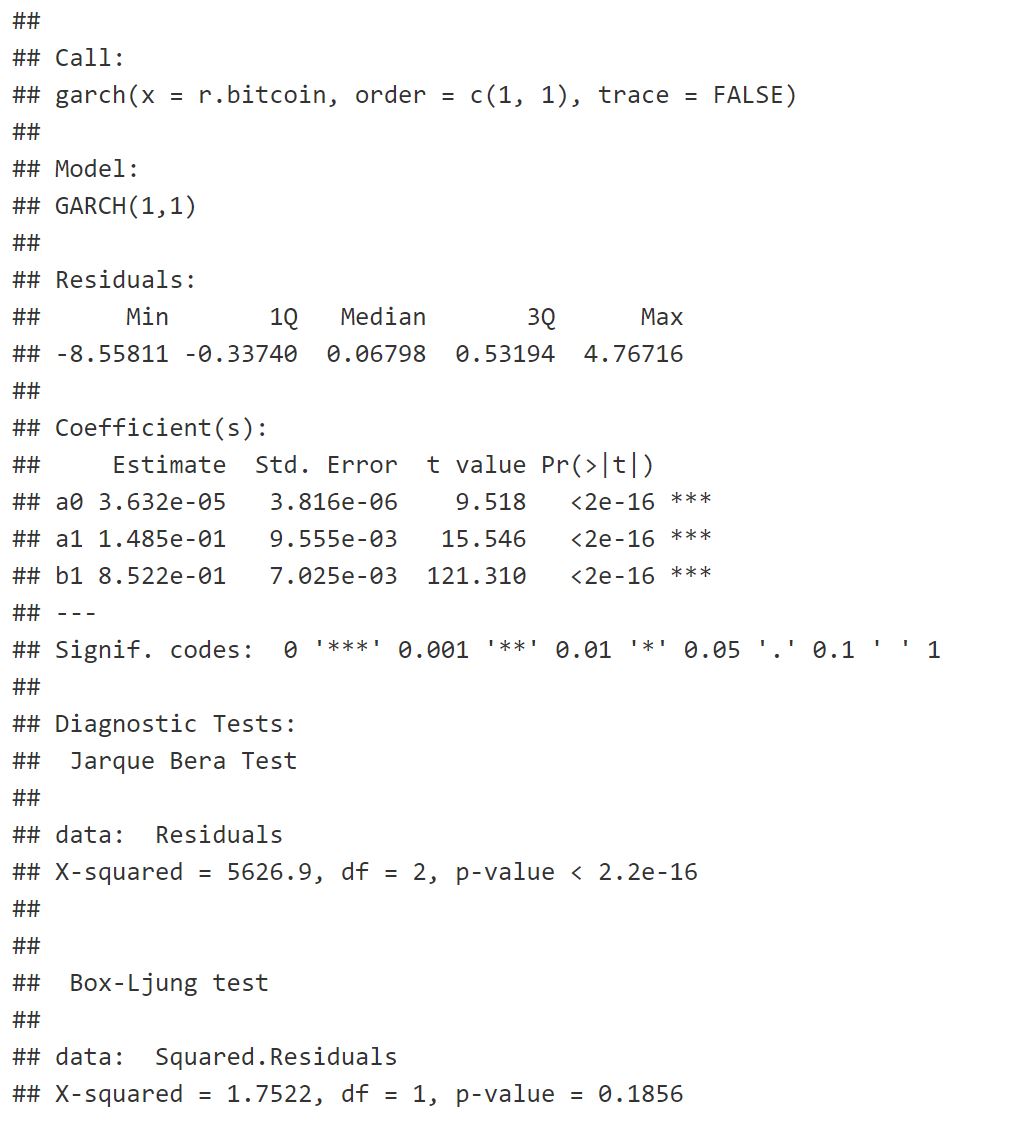 ##
## Call:
## garch(x = r.bitcoin, order = c(1, 1), trace = FALSE)
##
## Model:
## GARCH(1,1)
##
## Residuals:
##      Min       1Q   Median       3Q      Max
## -8.55811 -0.33740  0.06798  0.53194  4.76716
##
## Coefficient(s):
##     Estimate  Std. Error  t value Pr(>|t|)
## a0 3.632e-05   3.816e-06    9.518   <2e-16 ***
## a1 1.485e-01   9.555e-03   15.546   <2e-16 ***
## b1 8.522e-01   7.025e-03  121.310   <2e-16 ***
## ---
## Signif. codes:  0 '***' 0.001 '**' 0.01 '*' 0.05 '.' 0.1 ' ' 1
##
## Diagnostic Tests:
##  Jarque Bera Test
##
## data:  Residuals
## X-squared = 5626.9, df = 2, p-value < 2.2e-16
##
##
##  Box-Ljung test
##
## data:  Squared.Residuals
## X-squared = 1.7522, df = 1, p-value = 0.1856